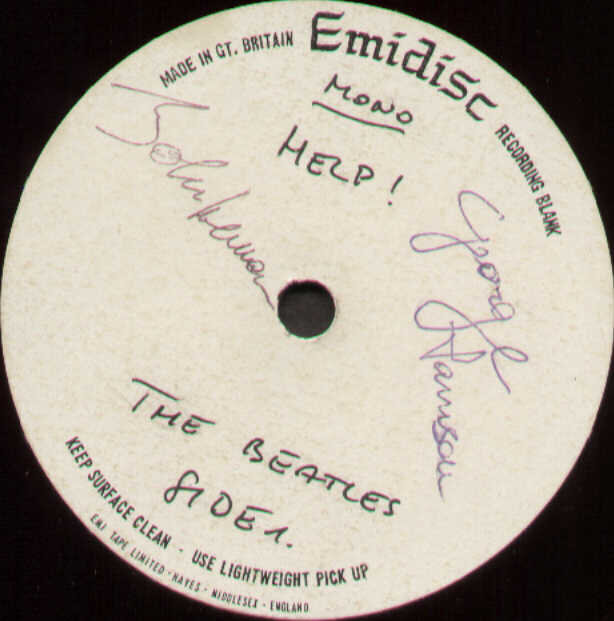 MADE IN GT. BRITAIN
Emidisc
RECORDING BLANK
MONO
HELP!
John Lennon
George Harrison
THE BEATLES
SIDE 1.
KEEP SURFACE CLEAN - USE LIGHTWEIGHT PICK UP
EMI TAPE LIMITED - HAYES - MIDDLESEX - ENGLAND